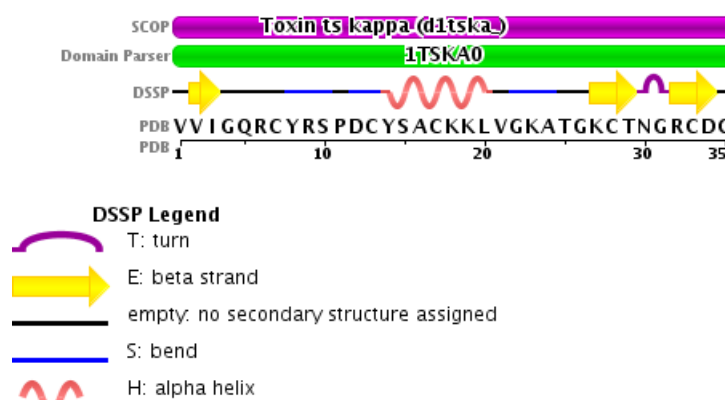 SCOP Toxin ts kappa (d1tska_)
Domain Parser 1TSKA0
DSSP
PDB VVIGQRCYRSPDCYSACKKLVGKATGKCTNGRCDC
PDB 1 10 20 30 35
DSSP Legend
T: turn
E: beta strand
empty: no secondary structure assigned
S: bend
H: alpha helix